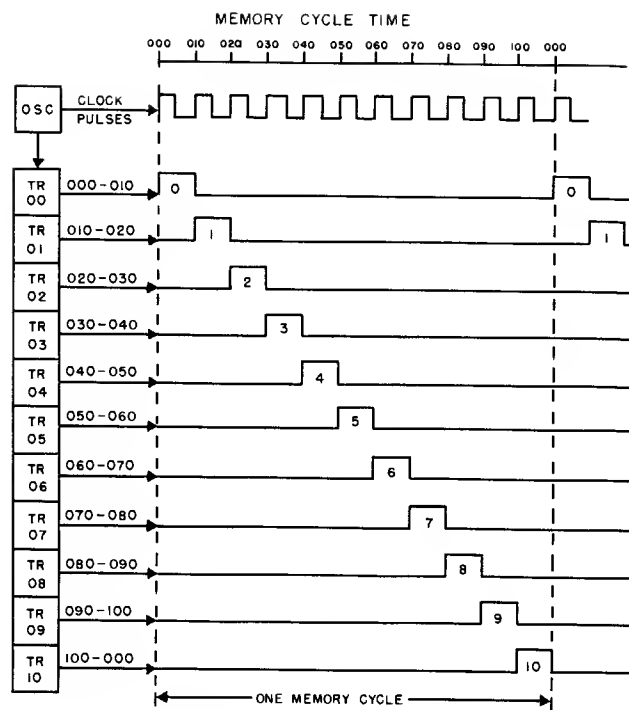 MEMORY CYCLE TIME
000 010 020 030 040 050 060 070 080 090 100 000
OSC
CLOCK
PULSES
TR
00
000-010
0
0
TR
01
010-020
1
1
TR
02
020-030
2
TR
03
030-040
3
TR
04
040-050
4
TR
05
050-060
5
TR
06
060-070
6
TR
07
070-080
7
TR
08
080-090
8
TR
09
090-100
9
TR
10
100-000
10
ONE MEMORY CYCLE